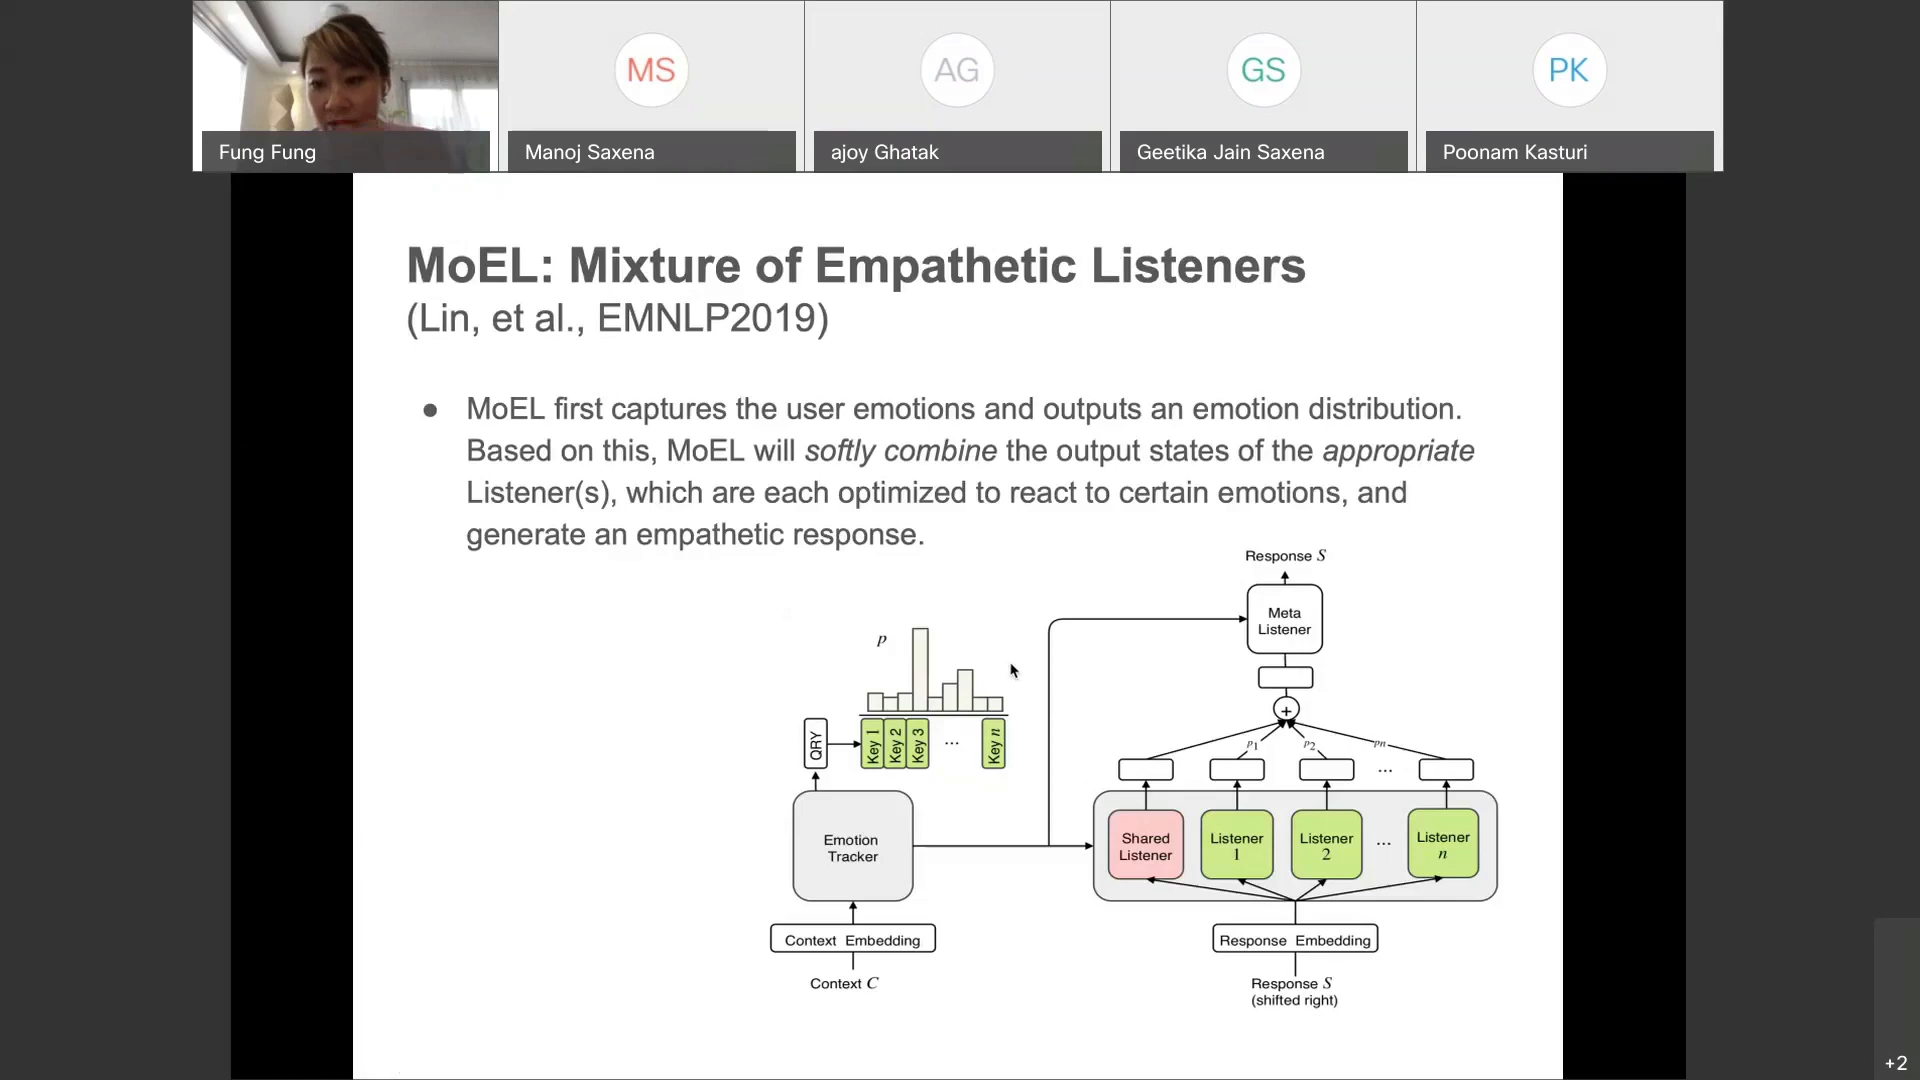 MS
AG
GS
PK
Fung Fung
Manoj Saxena
ajoy Ghatak
Geetika Jain Saxena
Poonam Kasturi
MoEL: Mixture of Empathetic Listeners
(Lin, et al., EMNLP2019)
● MoEL first captures the user emotions and outputs an emotion distribution.
Based on this, MoEL will softly combine the output states of the appropriate
Listener(s), which are each optimized to react to certain emotions, and
generate an empathetic response.
Response S
Meta
Listener
p
QRY
Key 1
Key 2
Key 3
...
Key n
+
p1
p2
pn
...
Emotion
Tracker
Shared
Listener
Listener
1
Listener
2
...
Listener
n
Context Embedding
Response Embedding
Context C
Response S
(shifted right)
+2